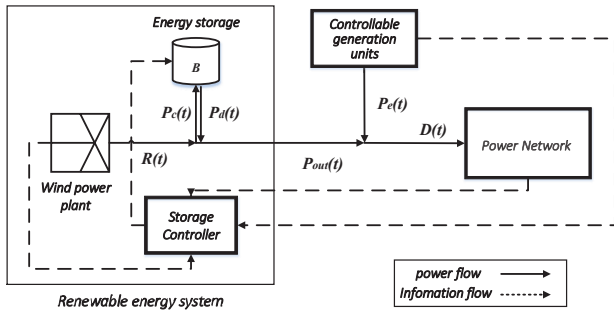 Energy storage
Controllable
generation
units
B
Pc(t)
Pd(t)
Pe(t)
D(t)
R(t)
Pout(t)
Power Network
Wind power
plant
Storage
Controller
power flow
Infomation flow
Renewable energy system